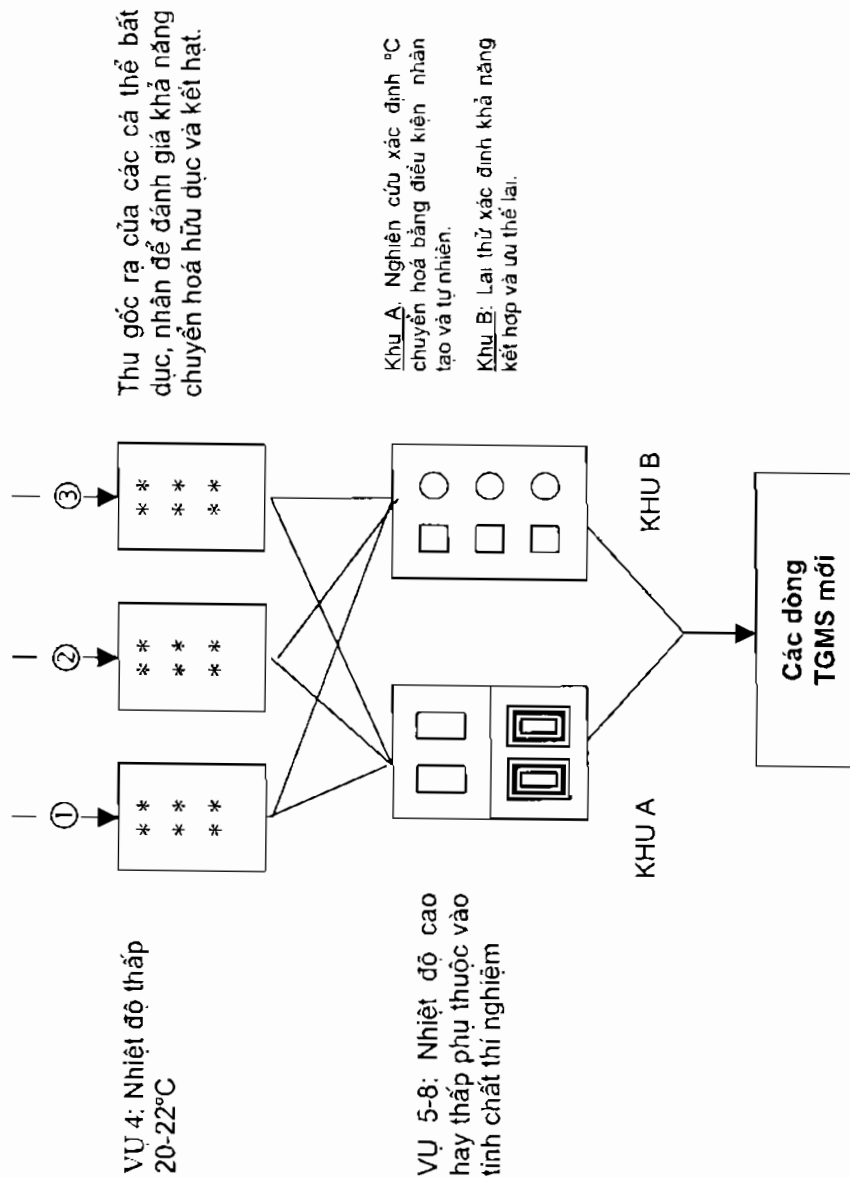 VỤ 4: Nhiệt độ thấp
20-22°C
①
②
③
* *
* *
* *
* *
* *
* *
* *
* *
* *
Thu gốc rạ của các cá thể bất
dục, nhân để đánh giá khả năng
chuyển hoá hữu dục và kết hạt.
VỤ 5-8: Nhiệt độ cao
hay thấp phụ thuộc vào
tính chất thí nghiệm
KHU A
KHU B
Khu A: Nghiên cứu xác định °C
chuyển hoá bằng điều kiện nhân
tạo và tự nhiên.
Khu B: Lai thử xác định khả năng
kết hợp và ưu thế lai.
Các dòng
TGMS mới